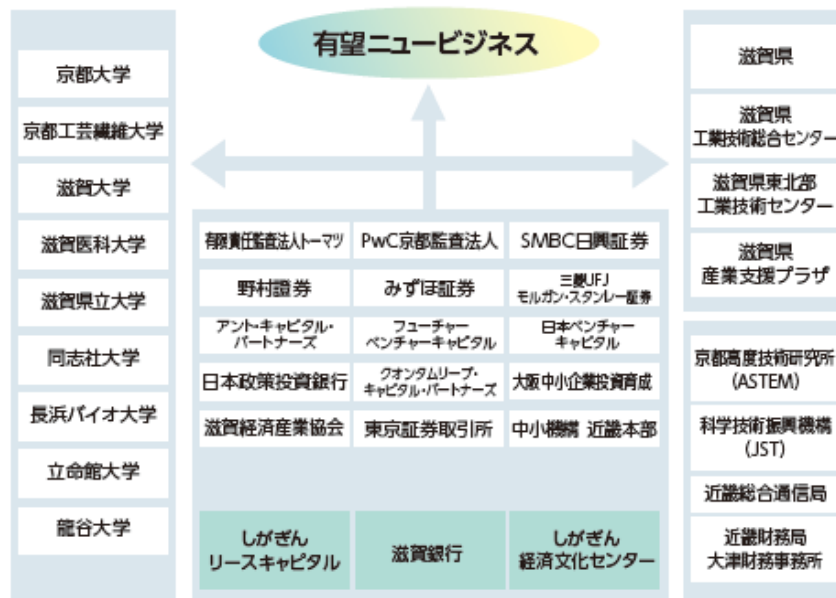 有望ニュービジネス
京都大学
京都工芸繊維大学
滋賀大学
滋賀医科大学
滋賀県立大学
同志社大学
長浜バイオ大学
立命館大学
龍谷大学
有限責任監査法人トーマツ
PwC京都監査法人
SMBC日興証券
野村證券
みずほ証券
三菱UFJ
モルガン・スタンレー証券
アント・キャピタル・
パートナーズ
フューチャー
ベンチャーキャピタル
日本ベンチャー
キャピタル
日本政策投資銀行
クオンタムリープ・
キャピタル・パートナーズ
大阪中小企業投資育成
滋賀経済産業協会
東京証券取引所
中小機構 近畿本部
しがぎん
リースキャピタル
滋賀銀行
しがぎん
経済文化センター
滋賀県
滋賀県
工業技術総合センター
滋賀県東北部
工業技術センター
滋賀県
産業支援プラザ
京都高度技術研究所
(ASTEM)
科学技術振興機構
(JST)
近畿総合通信局
近畿財務局
大津財務事務所